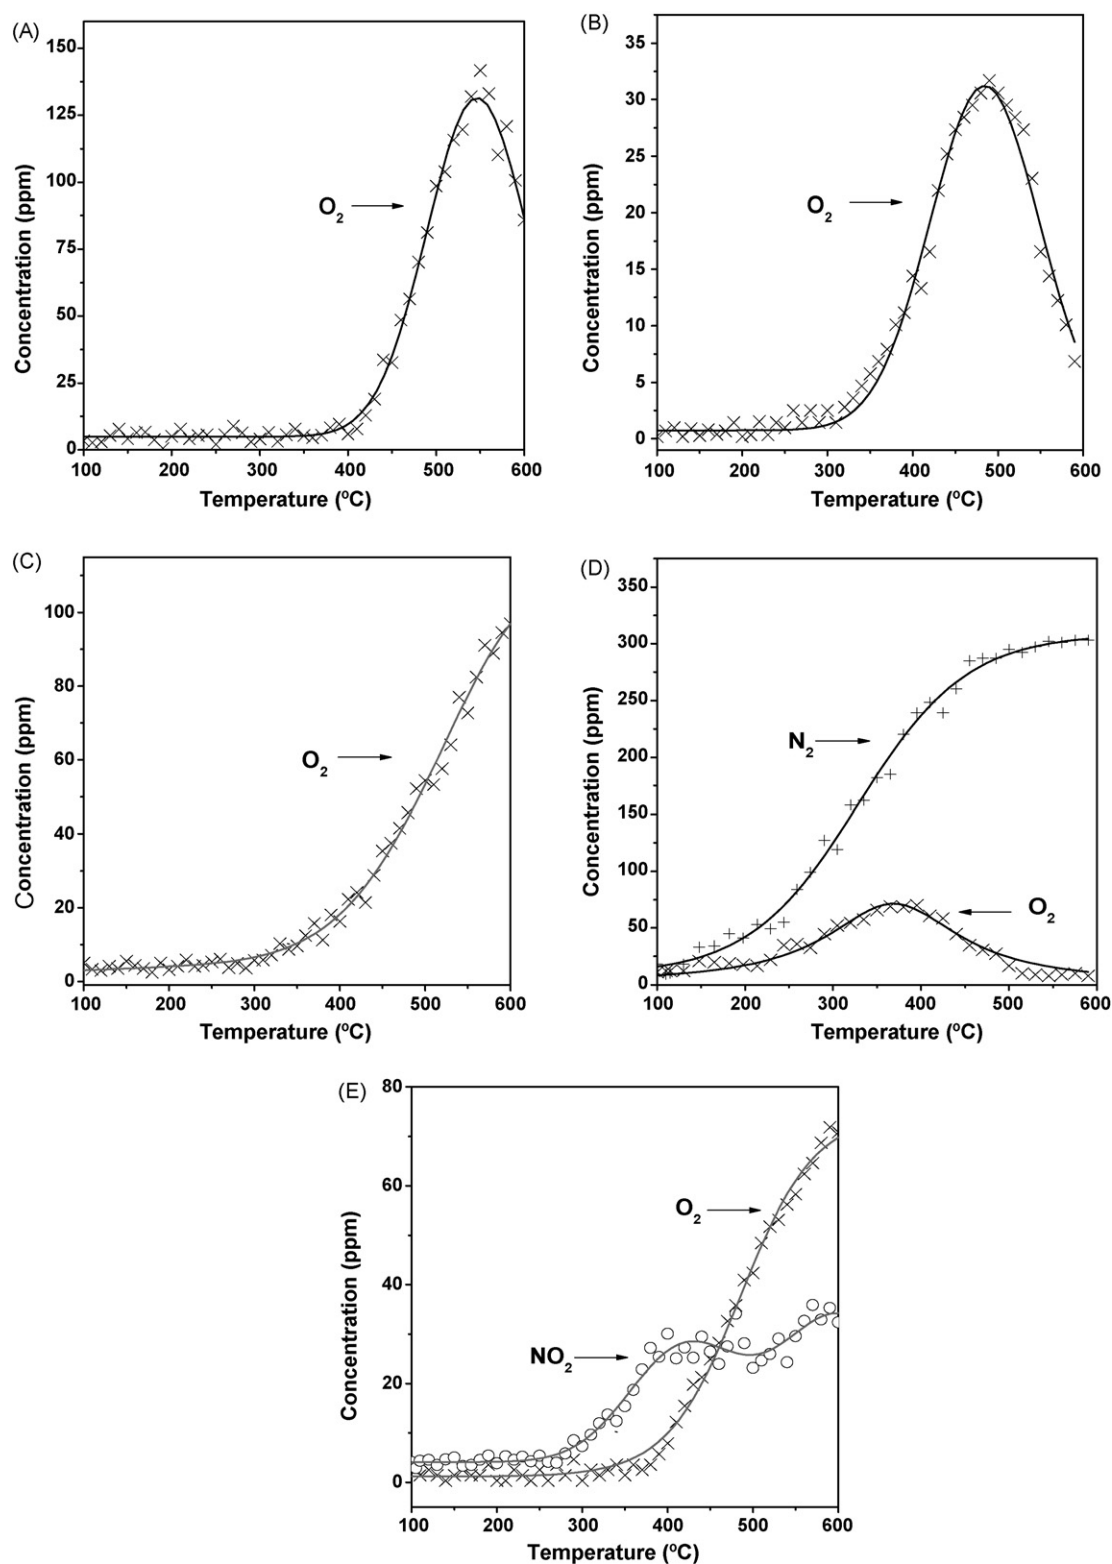 (A)
150
125
100
75
50
25
0
O₂
Concentration (ppm)
100 200 300 400 500 600
Temperature (ºC)
(B)
35
30
25
20
15
10
5
0
O₂
Concentration (ppm)
100 200 300 400 500 600
Temperature (ºC)
(C)
100
80
60
40
20
0
O₂
Concentration (ppm)
100 200 300 400 500 600
Temperature (ºC)
(D)
350
300
250
200
150
100
50
0
N₂
O₂
Concentration (ppm)
100 200 300 400 500 600
Temperature (ºC)
(E)
80
60
40
20
0
O₂
NO₂
Concentration (ppm)
100 200 300 400 500 600
Temperature (ºC)